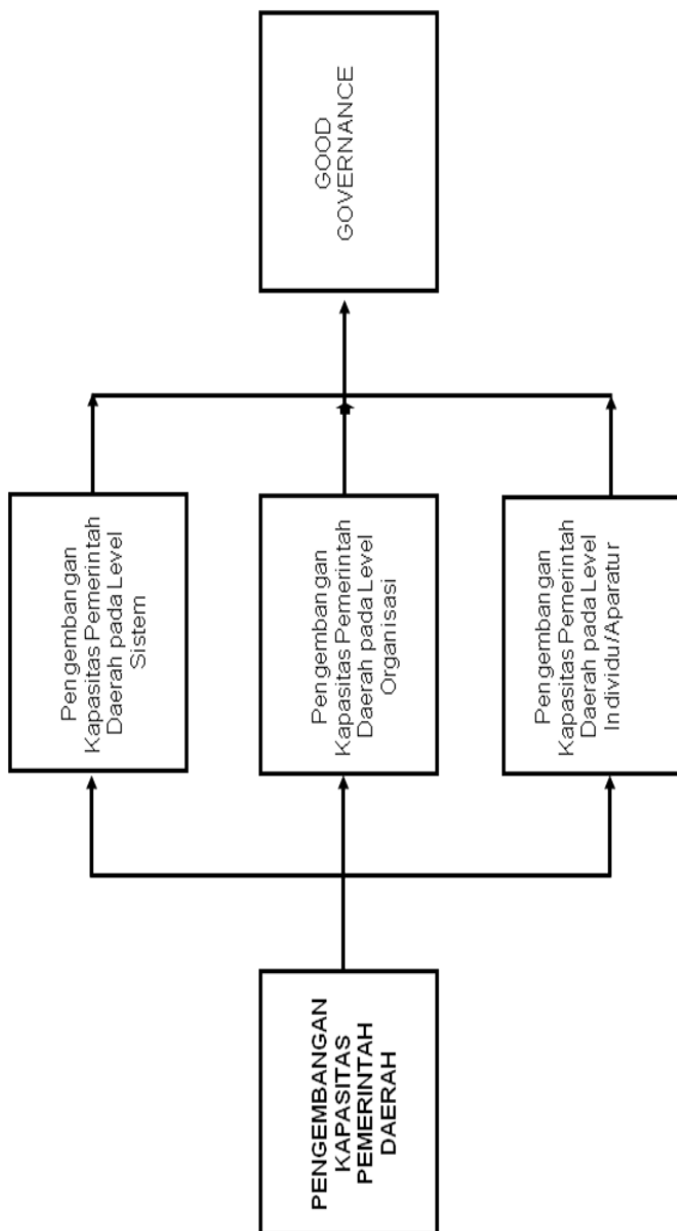 PENGEMBANGAN
KAPASITAS
PEMERINTAH
DAERAH
Pengembangan
Kapasitas Pemerintah
Daerah pada Level
Sistem
Pengembangan
Kapasitas Pemerintah
Daerah pada Level
Organisasi
Pengembangan
Kapasitas Pemerintah
Daerah pada Level
Individu/Aparatur
GOOD
GOVERNANCE